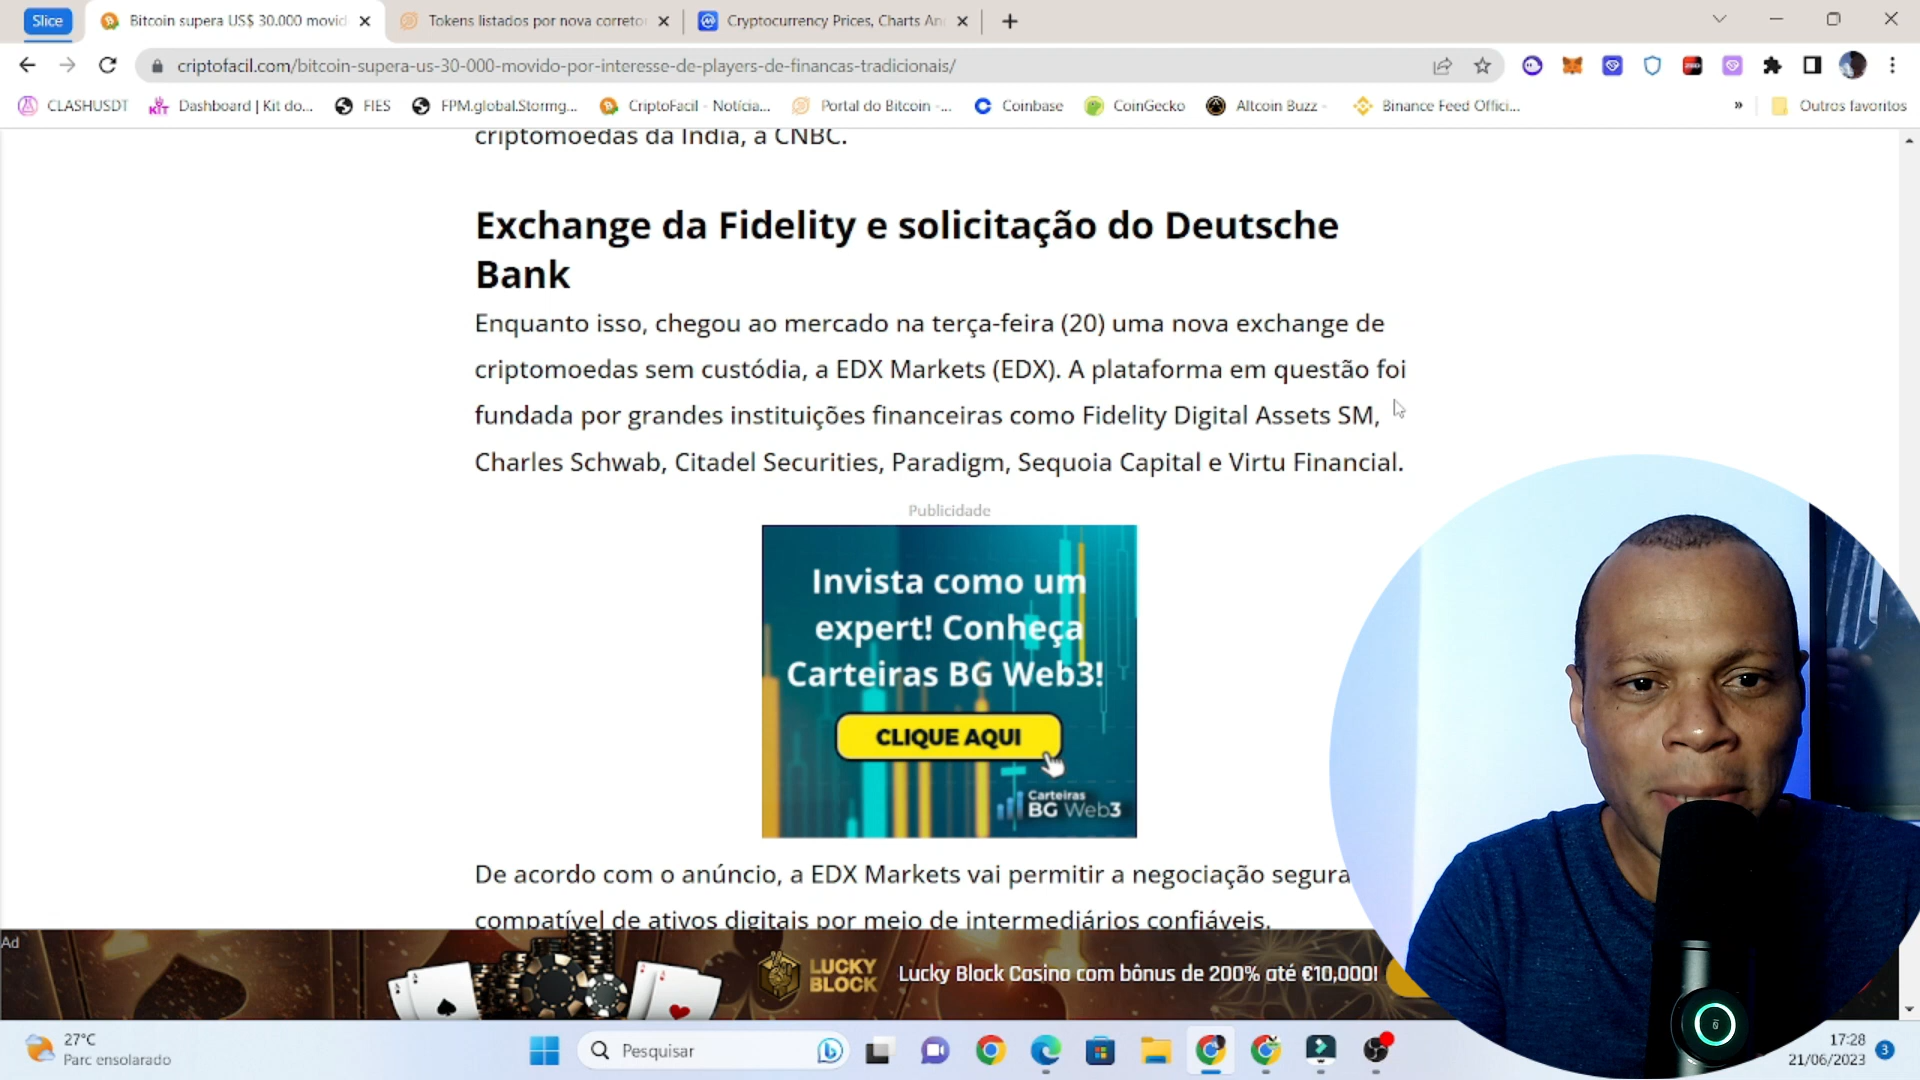 Slice
Bitcoin supera US$ 30.000 movid
Tokens listados por nova corretor
Cryptocurrency Prices, Charts An
criptofacil.com/bitcoin-supera-us-30-000-movido-por-interesse-de-players-de-financas-tradicionais/
CLASHUSDT
Dashboard | Kit do...
FIES
FPM.global.Stormg...
CriptoFacil - Notícia...
Portal do Bitcoin -...
Coinbase
CoinGecko
Altcoin Buzz -
Binance Feed Offici...
»
Outros favoritos
criptomoedas da Índia, a CNBC.
Exchange da Fidelity e solicitação do Deutsche
Bank
Enquanto isso, chegou ao mercado na terça-feira (20) uma nova exchange de
criptomoedas sem custódia, a EDX Markets (EDX). A plataforma em questão foi
fundada por grandes instituições financeiras como Fidelity Digital Assets SM,
Charles Schwab, Citadel Securities, Paradigm, Sequoia Capital e Virtu Financial.
Publicidade
Invista como um
expert! Conheça
Carteiras BG Web3!
CLIQUE AQUI
Carteiras
BG Web3
De acordo com o anúncio, a EDX Markets vai permitir a negociação segura
compatível de ativos digitais por meio de intermediários confiáveis.
Ad
LUCKY
BLOCK
Lucky Block Casino com bônus de 200% até €10,000!
27°C
Parc ensolarado
Pesquisar
17:28
21/06/2023
3